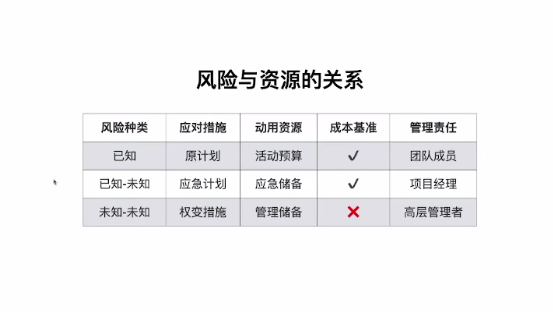 风险与资源的关系
风险种类 应对措施 动用资源 成本基准 管理责任
已知 原计划 活动预算 ✓ 团队成员
已知-未知 应急计划 应急储备 ✓ 项目经理
未知-未知 权变措施 管理储备 ✗ 高层管理者